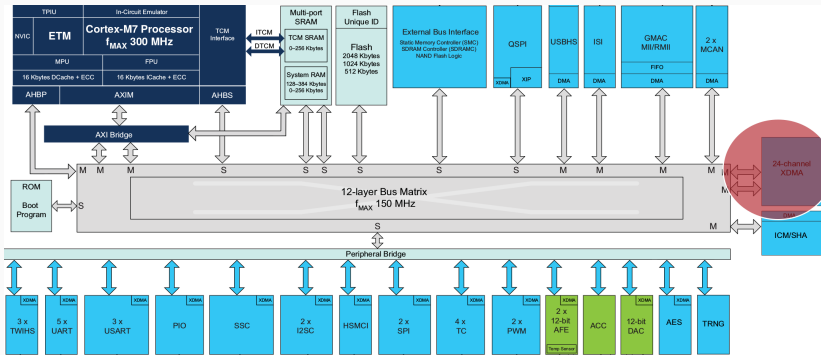 TPIU
In-Circuit Emulator
NVIC
ETM
Cortex-M7 Processor
fMAX 300 MHz
MPU
FPU
16 Kbytes DCache + ECC
16 Kbytes ICache + ECC
AHBP
AXIM
AHBS
TCM
Interface
ITCM
DTCM
Multi-port
SRAM
TCM SRAM
0–256 Kbytes
System RAM
128–384 Kbytes
0–256 Kbytes
Flash
Unique ID
Flash
2048 Kbytes
1024 Kbytes
512 Kbytes
External Bus Interface
Static Memory Controller (SMC)
SDRAM Controller (SDRAMC)
NAND Flash Logic
QSPI
XDMA
XIP
USBHS
DMA
ISI
DMA
GMAC
MII/RMII
FIFO
DMA
2 x
MCAN
DMA
AXI Bridge
M M M S S S S S S M M M M
24-channel
XDMA
M
M
ROM
Boot
Program
S
12-layer Bus Matrix
fMAX 150 MHz
S
M
DMA
ICM/SHA
Peripheral Bridge
XDMA
3 x
TWIHS
XDMA
5 x
UART
XDMA
3 x
USART
PIO
XDMA
SSC
XDMA
2 x
I2SC
XDMA
HSMCI
XDMA
2 x
SPI
XDMA
4 x
TC
XDMA
2 x
PWM
XDMA
2 x
12-bit
AFE
Temp Sensor
ACC
XDMA
12-bit
DAC
XDMA
AES
TRNG